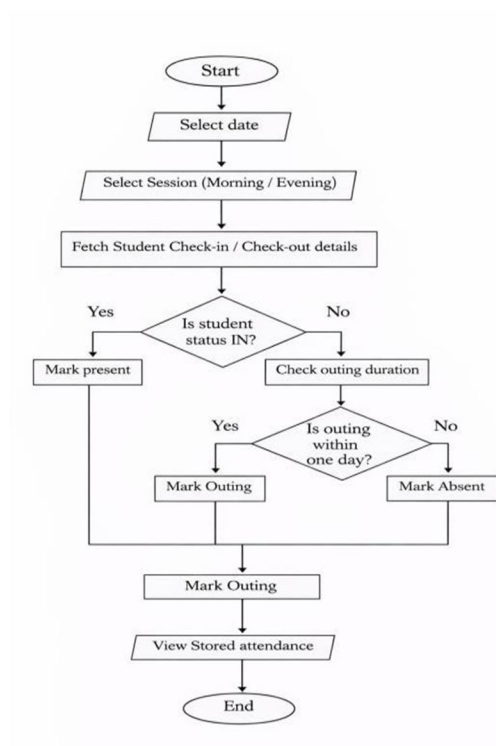 Start
Select date
Select Session (Morning / Evening)
Fetch Student Check-in / Check-out details
Yes
No
Is student
status IN?
Mark present
Check outing duration
Yes
No
Is outing
within
one day?
Mark Outing
Mark Absent
Mark Outing
View Stored attendance
End